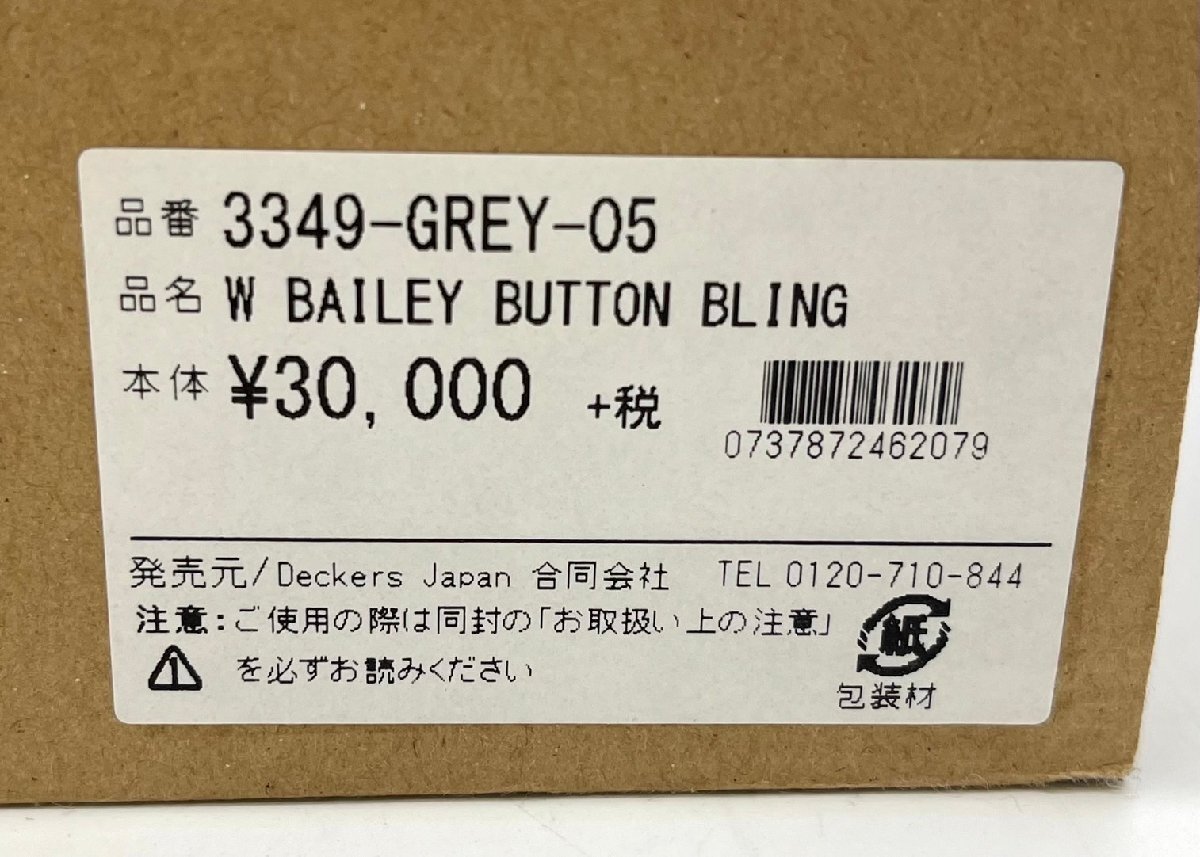 品番 3349-GREY-05
品名 W BAILEY BUTTON BLING
本体 ¥30,000 +税
0737872462079
発売元/Deckers Japan 合同会社 TEL 0120-710-844
注意:ご使用の際は同封の「お取扱い上の注意」
を必ずお読みください
紙
包装材